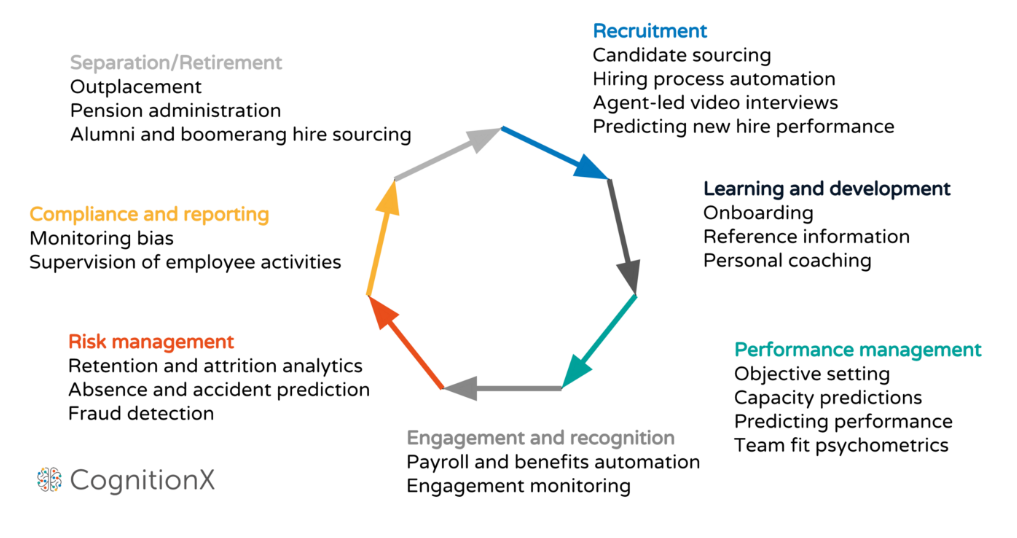 Recruitment
Candidate sourcing
Hiring process automation
Agent-led video interviews
Predicting new hire performance
Learning and development
Onboarding
Reference information
Personal coaching
Performance management
Objective setting
Capacity predictions
Predicting performance
Team fit psychometrics
Engagement and recognition
Payroll and benefits automation
Engagement monitoring
Risk management
Retention and attrition analytics
Absence and accident prediction
Fraud detection
Compliance and reporting
Monitoring bias
Supervision of employee activities
Separation/Retirement
Outplacement
Pension administration
Alumni and boomerang hire sourcing
CognitionX